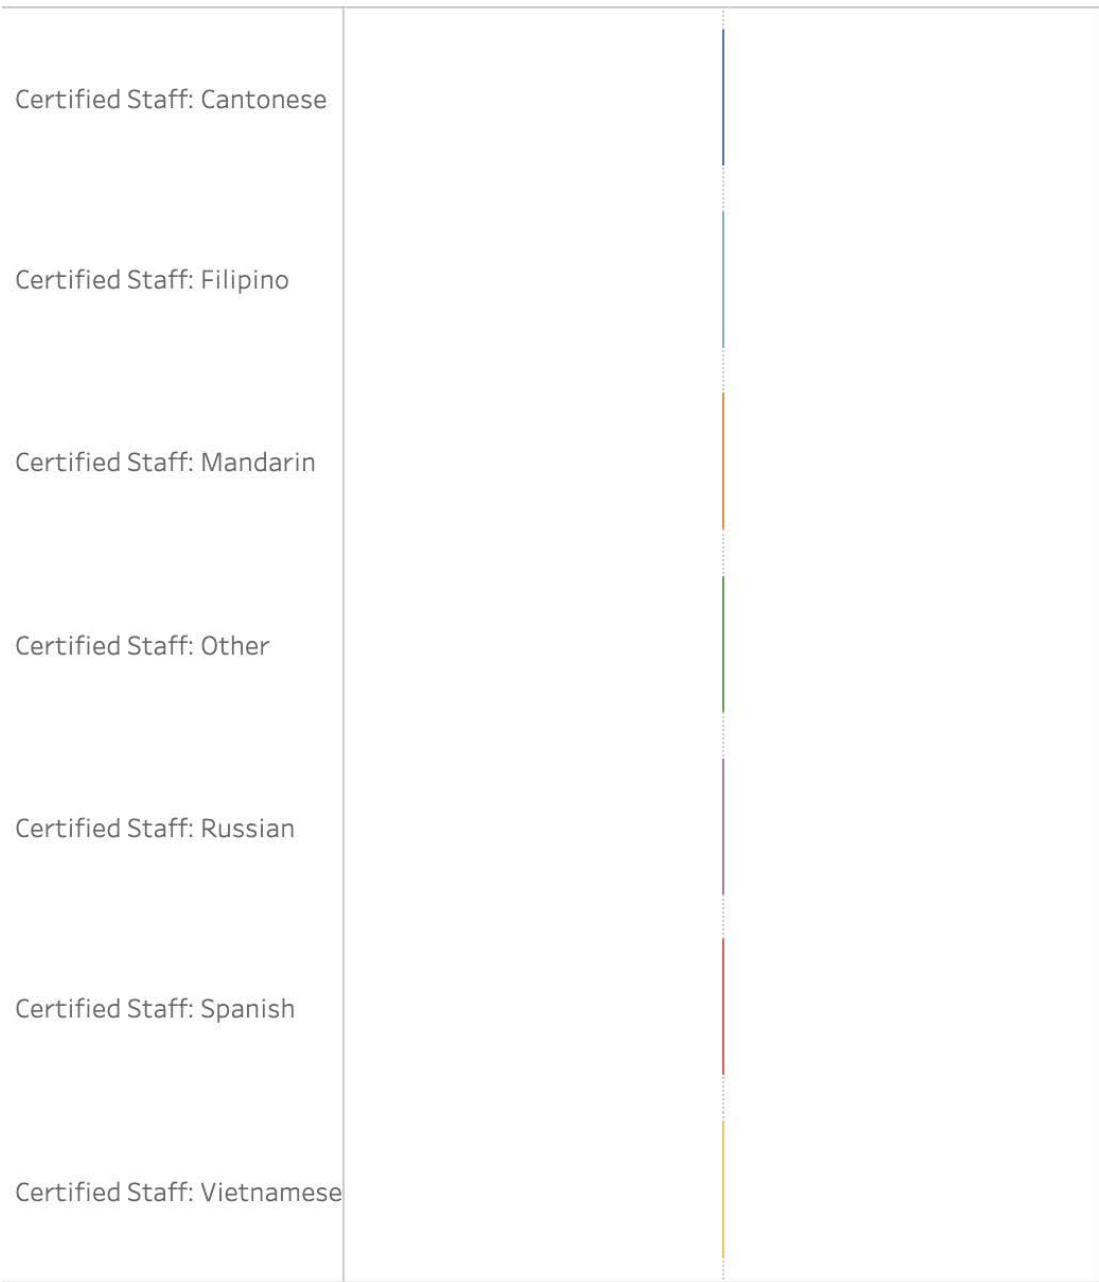 Certified Staff: Cantonese
Certified Staff: Filipino
Certified Staff: Mandarin
Certified Staff: Other
Certified Staff: Russian
Certified Staff: Spanish
Certified Staff: Vietnamese